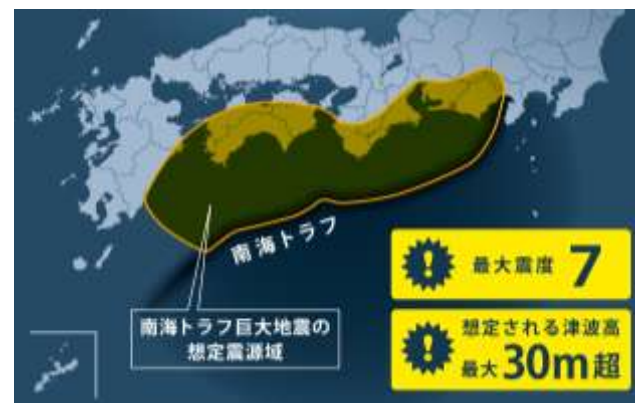 南海トラフ
南海トラフ巨大地震の
想定震源域
最大震度 7
想定される津波高
最大30m超